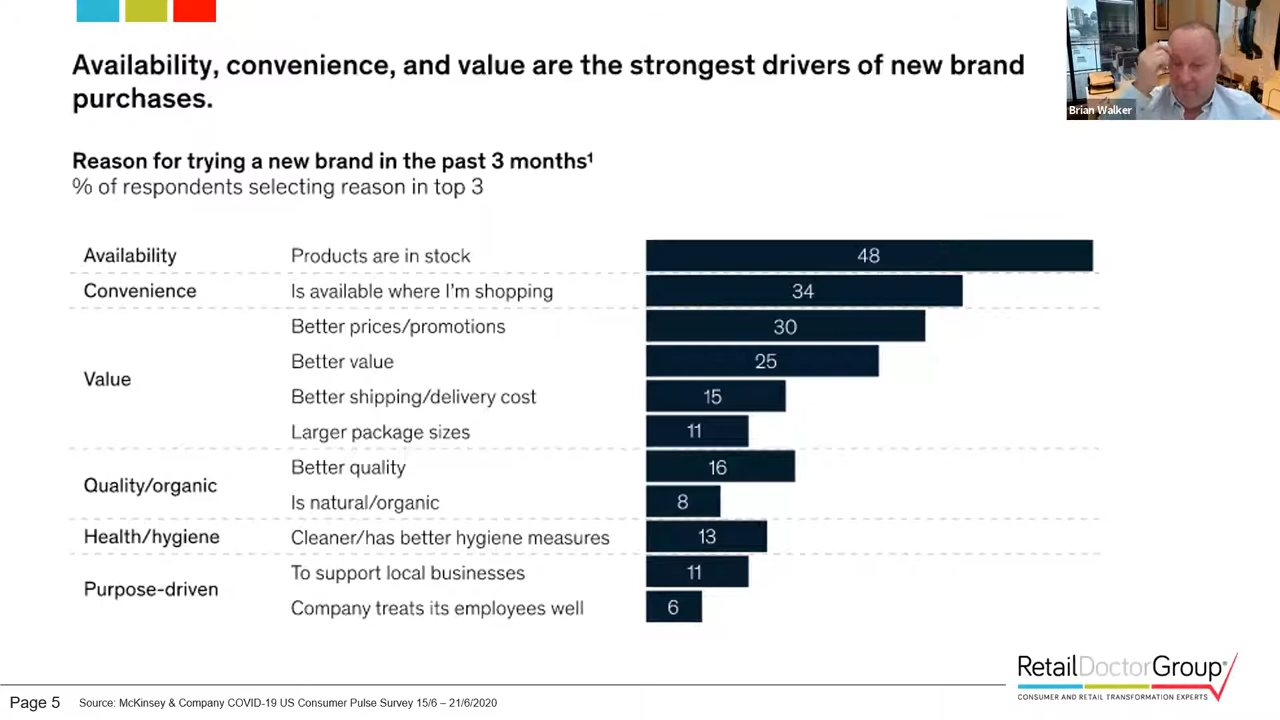 Availability, convenience, and value are the strongest drivers of new brand
purchases.
Brian Walker
Reason for trying a new brand in the past 3 months¹
% of respondents selecting reason in top 3
Availability Products are in stock 48
Convenience Is available where I'm shopping 34
Value
Better prices/promotions 30
Better value 25
Better shipping/delivery cost 15
Larger package sizes 11
Quality/organic
Better quality 16
Is natural/organic 8
Health/hygiene Cleaner/has better hygiene measures 13
Purpose-driven
To support local businesses 11
Company treats its employees well 6
RetailDoctorGroup®
CONSUMER AND RETAIL TRANSFORMATION EXPERTS
Page 5 Source: McKinsey & Company COVID-19 US Consumer Pulse Survey 15/6 – 21/6/2020